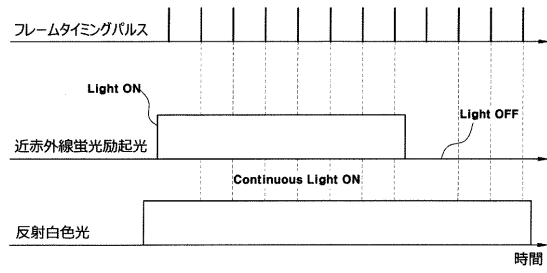 フレームタイミングパルス
Light ON
Light OFF
近赤外線蛍光励起光
Continuous Light ON
反射白色光
時間